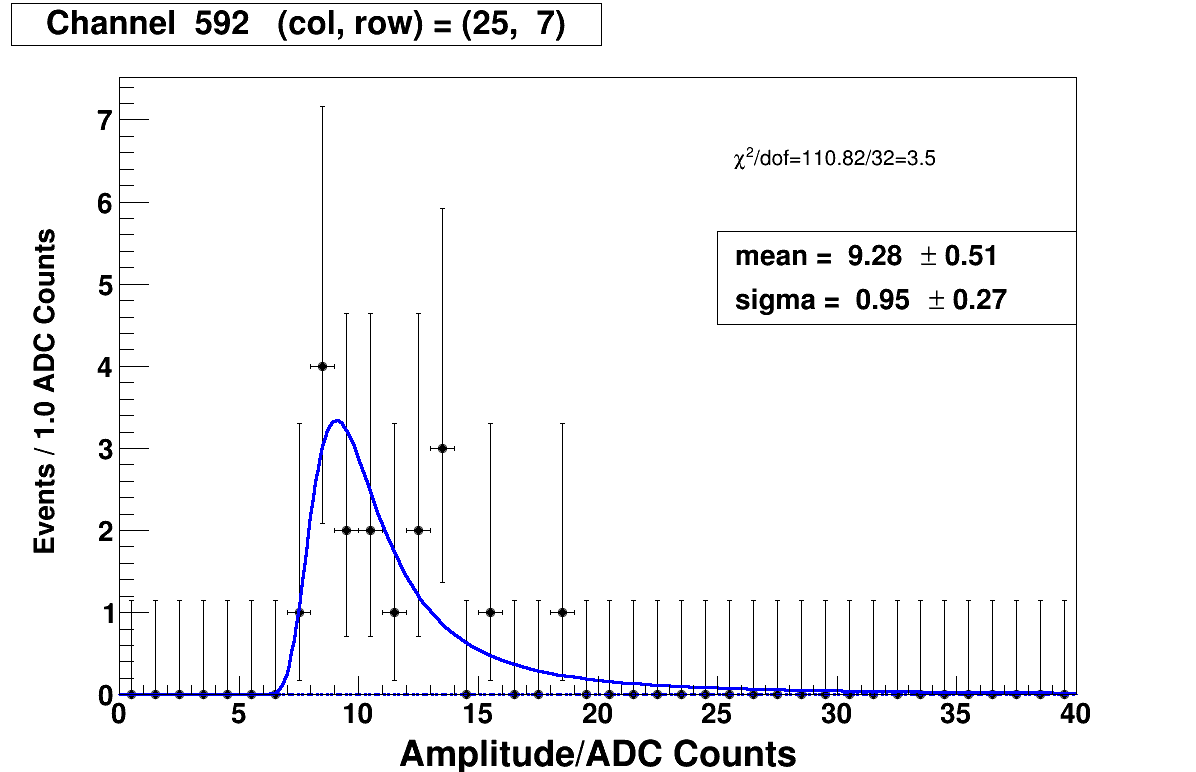 Channel 592 (col, row) = (25, 7)
χ²/dof=110.82/32=3.5
mean = 9.28 ± 0.51
sigma = 0.95 ± 0.27
Events / 1.0 ADC Counts
7
6
5
4
3
2
1
0
0 5 10 15 20 25 30 35 40
Amplitude/ADC Counts